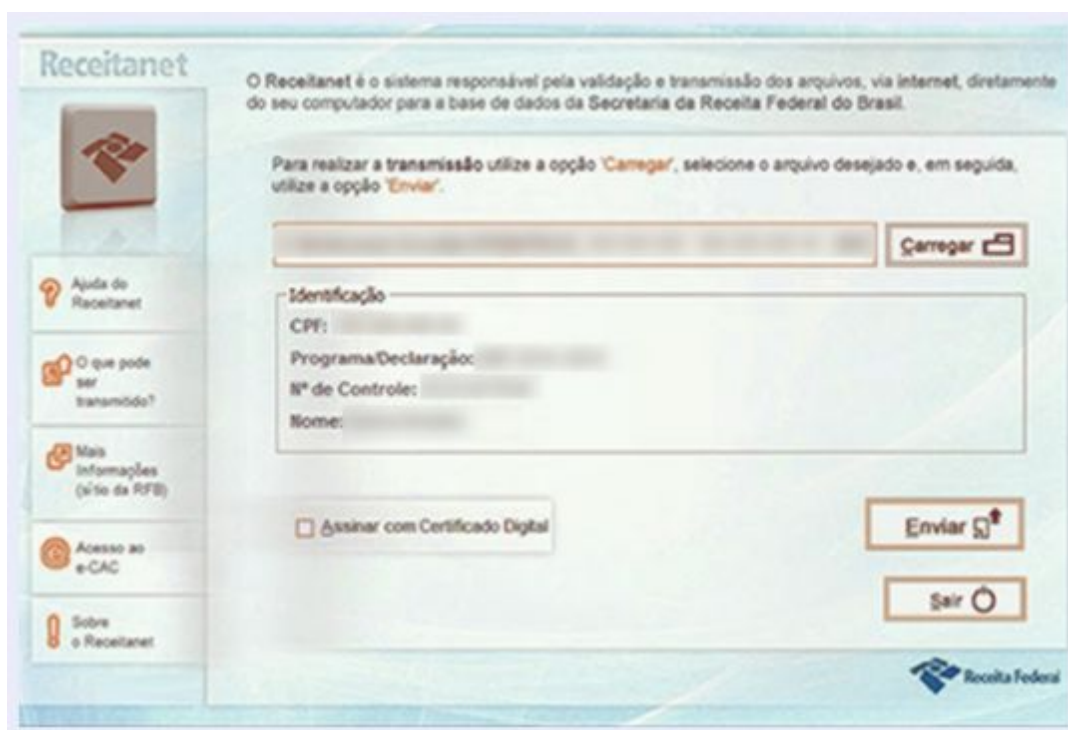 Receitanet
O Receitanet é o sistema responsável pela validação e transmissão dos arquivos, via internet, diretamente
do seu computador para a base de dados da Secretaria da Receita Federal do Brasil.
Para realizar a transmissão utilize a opção 'Carregar', selecione o arquivo desejado e, em seguida,
utilize a opção 'Enviar'.
Carregar
Identificação
CPF:
Programa/Declaração:
Nº de Controle:
Nome:
Assinar com Certificado Digital
Enviar
Sair
Ajuda do
Receitanet
O que pode
ser
transmitido?
Mais
Informações
(sítio da RFB)
Acesso ao
e-CAC
Sobre
o Receitanet
Receita Federal